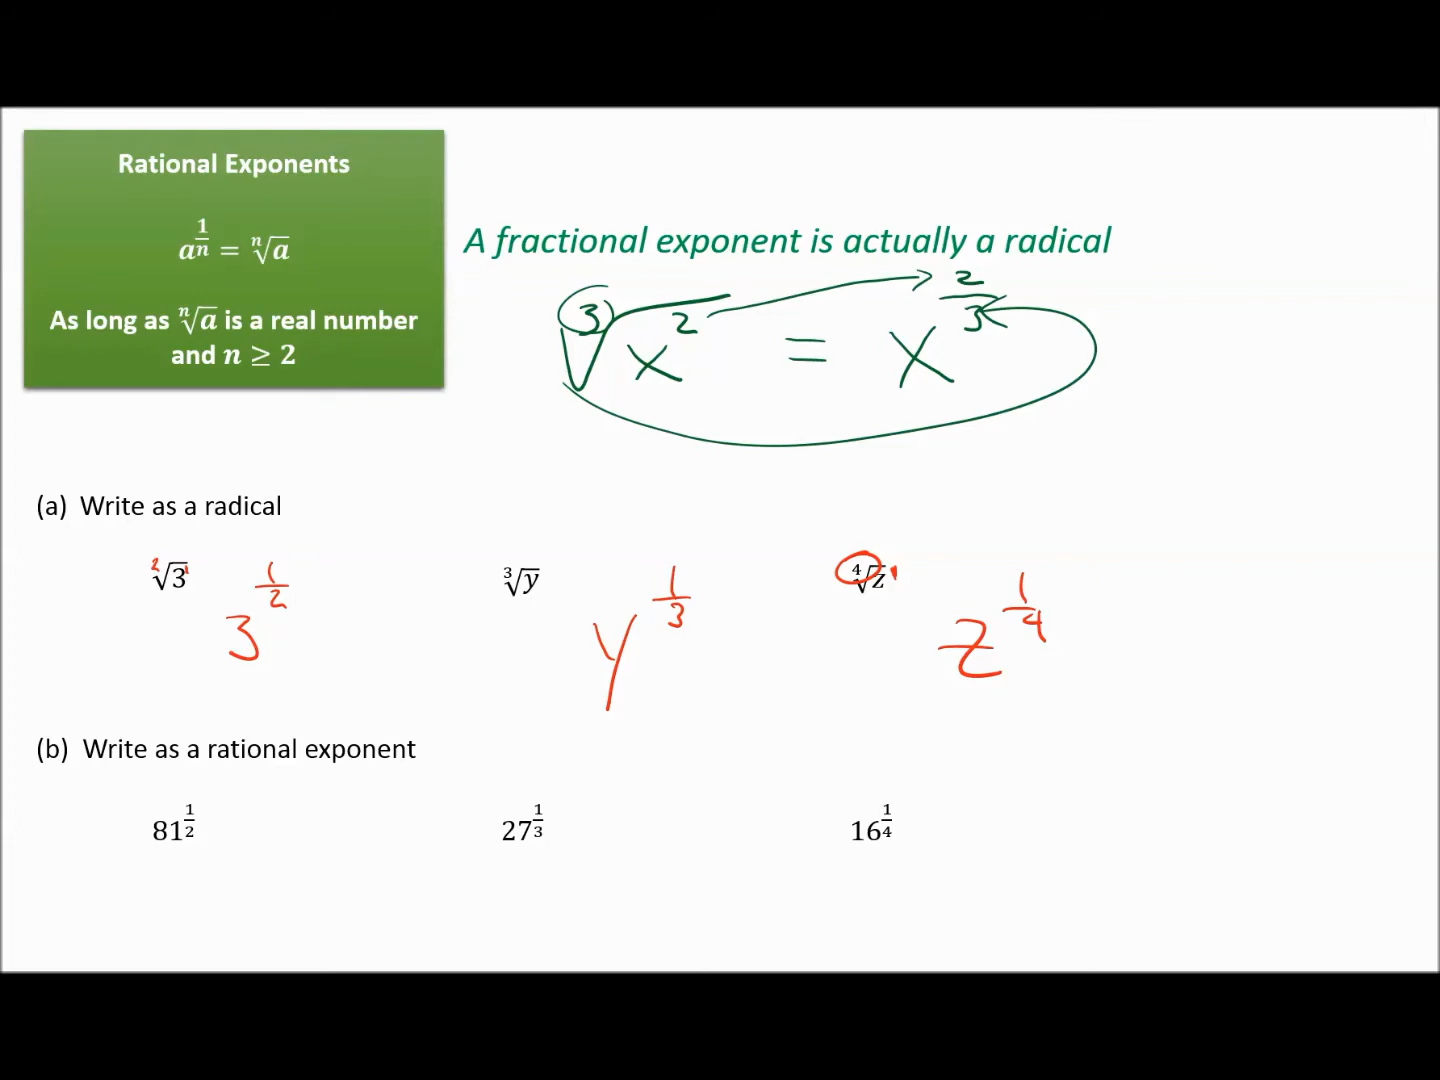 Rational Exponents
a^(1/n) = ⁿ√a
As long as ⁿ√a is a real number
and n ≥ 2
A fractional exponent is actually a radical
³√x² = x^(2/3)
(a) Write as a radical
²√3¹ 3^(1/2)
³√y y^(1/3)
⁴√z¹ z^(1/4)
(b) Write as a rational exponent
81^(1/2) 27^(1/3) 16^(1/4)